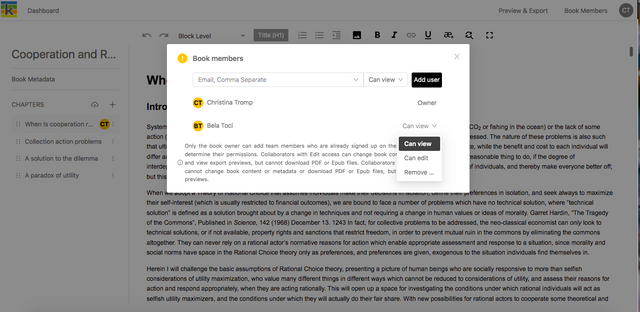 Dashboard
Preview & Export
Book Members
CT
Block Level
Title (H1)
Cooperation and R...
Book Metadata
CHAPTERS
When is cooperation r...
CT
Collection action problems
A solution to the dilemma
A paradox of utility
Book members
Email, Comma Seperate
Can view
Add user
CT
Christina Tromp
Owner
BT
Bela Toci
Can view
Can view
Can edit
Remove ...
Only the book owner can add team members who are already signed up on the
determine their permissions. Collaborators with Edit access can change book con
and view export previews, but cannot download PDF or Epub files. Collaborators
cannot change book content or metadata or download PDF or Epub files, but
previews.
Who
Intro
System
CO2 or fishing in the ocean) or the lack of some
action (
pressed. The nature of these problems is also such
that ultim
while the benefit and cost to each individual will
differ a
reasonable thing to do, if the degree of
interdep
of individuals, and thereby make everyone better off;
but this
When we adopt a Theory of Rational Choice that assumes individuals make their decisions in isolation, define their preferences in isolation, and seek always to maximize
their self-interest (which is usually restricted to financial outcomes), we are bound to face a number of problems which have no technical solution, where "technical
solution" is defined as a solution brought about by a change in techniques and not requiring a change in human values or ideas of morality. Garret Hardin, "The Tragedy
of the Commons", Published in Science, 142 (1968) December 13. 1243 In fact, for collective problems to be addressed, the neo-classical economist can only look to
technical solutions, or if not available, property rights and sanctions that restrict freedom, in order to prevent mutual ruin in the commons by eliminating the commons
altogether. They can never rely on a rational actor's normative reasons for action which enable appropriate assessment and response to a situation, since morality and
social norms have space in the Rational Choice theory only as preferences, and preferences are given, exogenous to the situation individuals find themselves in.
Herein I will challenge the basic assumptions of Rational Choice theory, presenting a picture of human beings who are socially responsive to more than selfish
considerations of utility maximization, who value many different things in different ways which cannot be reduced to considerations of utility, and assess their reasons for
action and respond appropriately, when they are acting rationally. This will open up a space for investigating the conditions under which rational individuals will act as
selfish utility maximizers, and the conditions under which they will actually do their fair share. With new possibilities for rational actors to cooperate some theoretical and